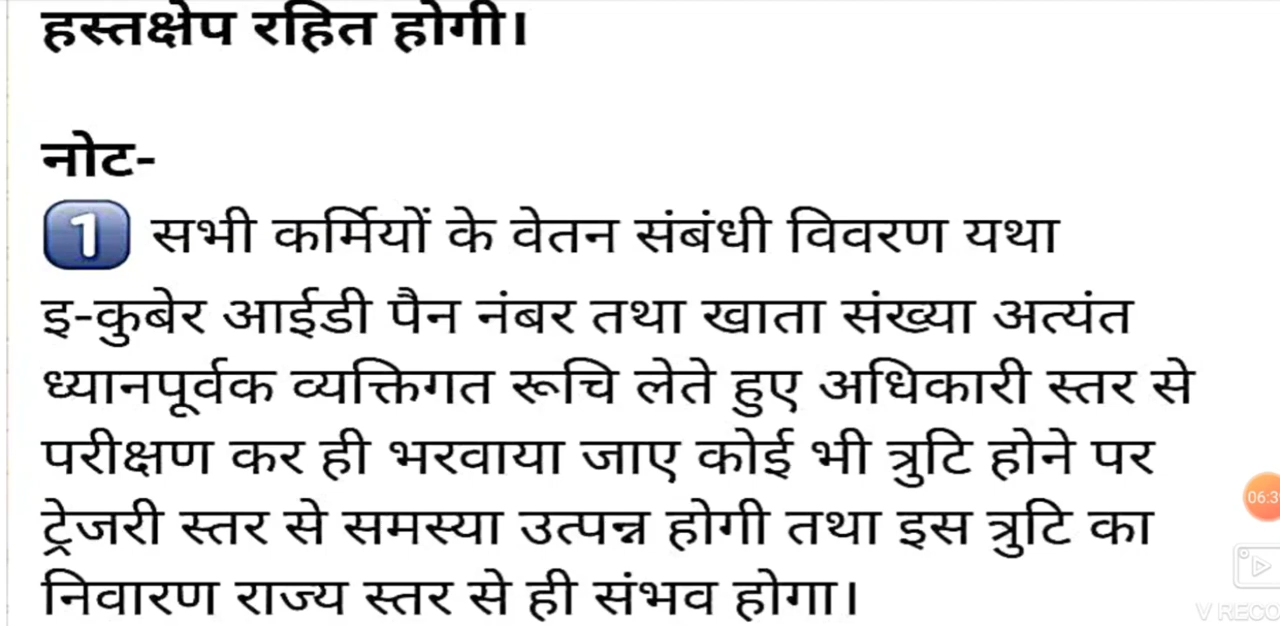 हस्तक्षेप रहित होगी।
नोट-
1 सभी कर्मियों के वेतन संबंधी विवरण यथा
इ-कुबेर आईडी पैन नंबर तथा खाता संख्या अत्यंत
ध्यानपूर्वक व्यक्तिगत रूचि लेते हुए अधिकारी स्तर से
परीक्षण कर ही भरवाया जाए कोई भी त्रुटि होने पर
ट्रेजरी स्तर से समस्या उत्पन्न होगी तथा इस त्रुटि का
निवारण राज्य स्तर से ही संभव होगा।
V RECO